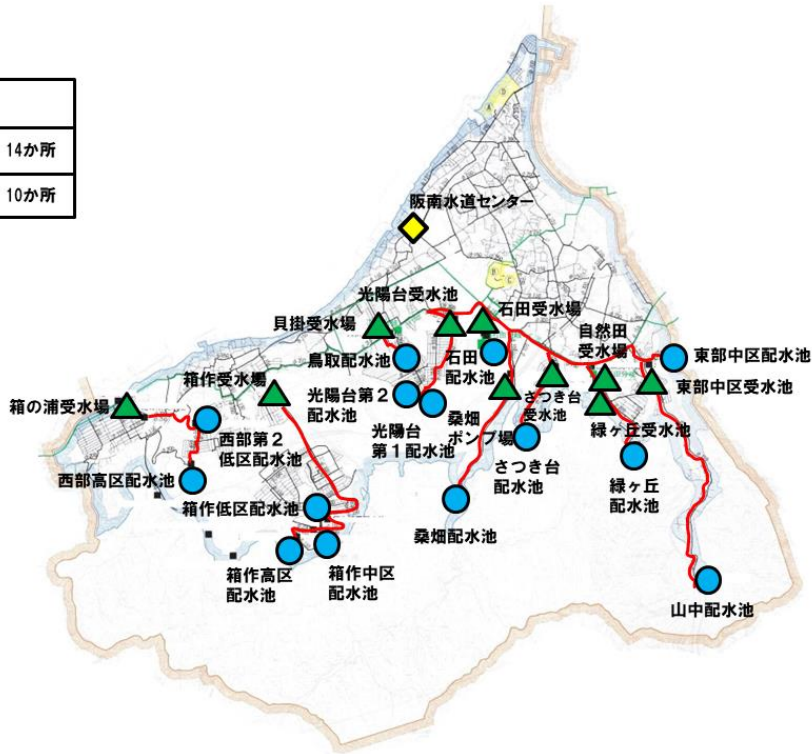 14か所
10か所
阪南水道センター
光陽台受水池
石田受水場
貝掛受水場
自然田
受水場
鳥取配水池
石田
配水池
東部中区配水池
箱作受水場
光陽台第2
配水池
さつき台
受水池
東部中区受水池
箱の浦受水場
光陽台
第1配水池
桑畑
ポンプ場
緑ヶ丘受水池
西部第2
低区配水池
さつき台
配水池
西部高区配水池
緑ヶ丘
配水池
箱作低区配水池
桑畑配水池
箱作高区
配水池
箱作中区
配水池
山中配水池